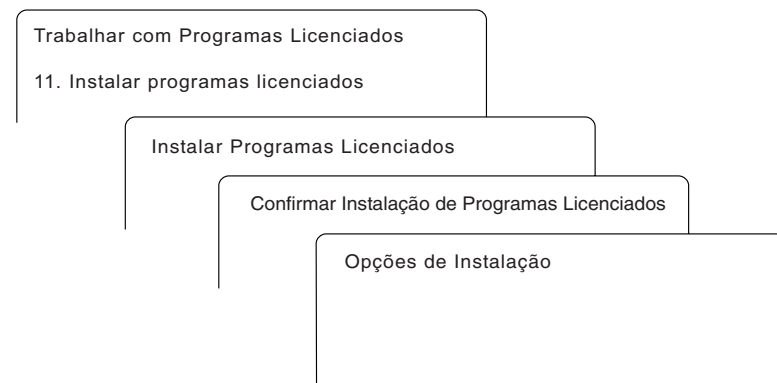 Trabalhar com Programas Licenciados
11. Instalar programas licenciados
Instalar Programas Licenciados
Confirmar Instalação de Programas Licenciados
Opções de Instalação